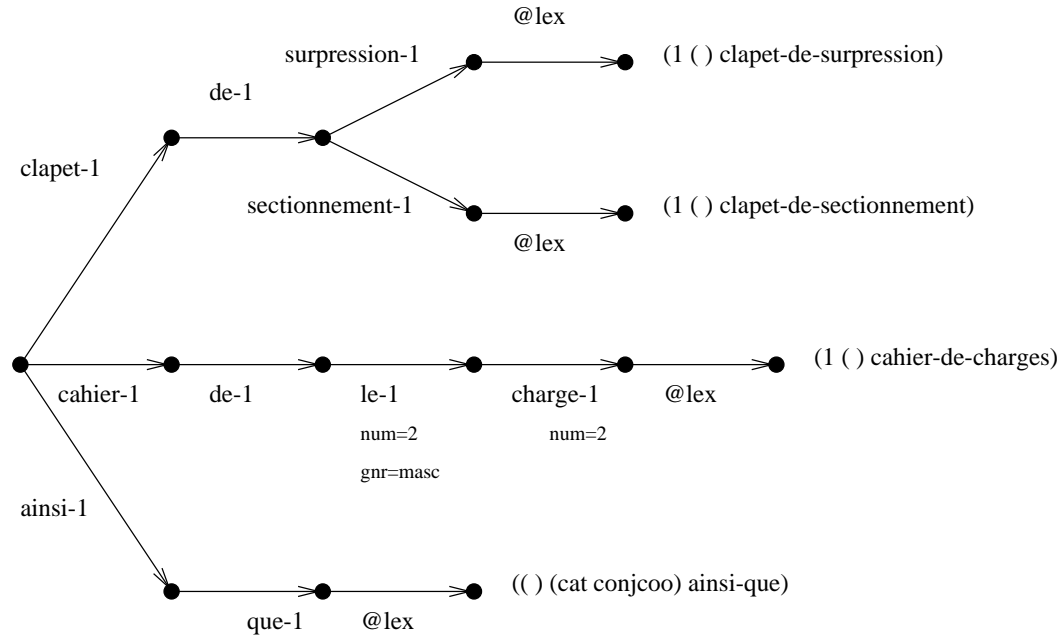 @lex
surpression-1 (1 ( ) clapet-de-surpression)
de-1
clapet-1
sectionnement-1 (1 ( ) clapet-de-sectionnement)
@lex
(1 ( ) cahier-de-charges)
cahier-1 de-1 le-1 charge-1 @lex
num=2 num=2
gnr=masc
ainsi-1
(( ) (cat conjcoo) ainsi-que)
que-1 @lex